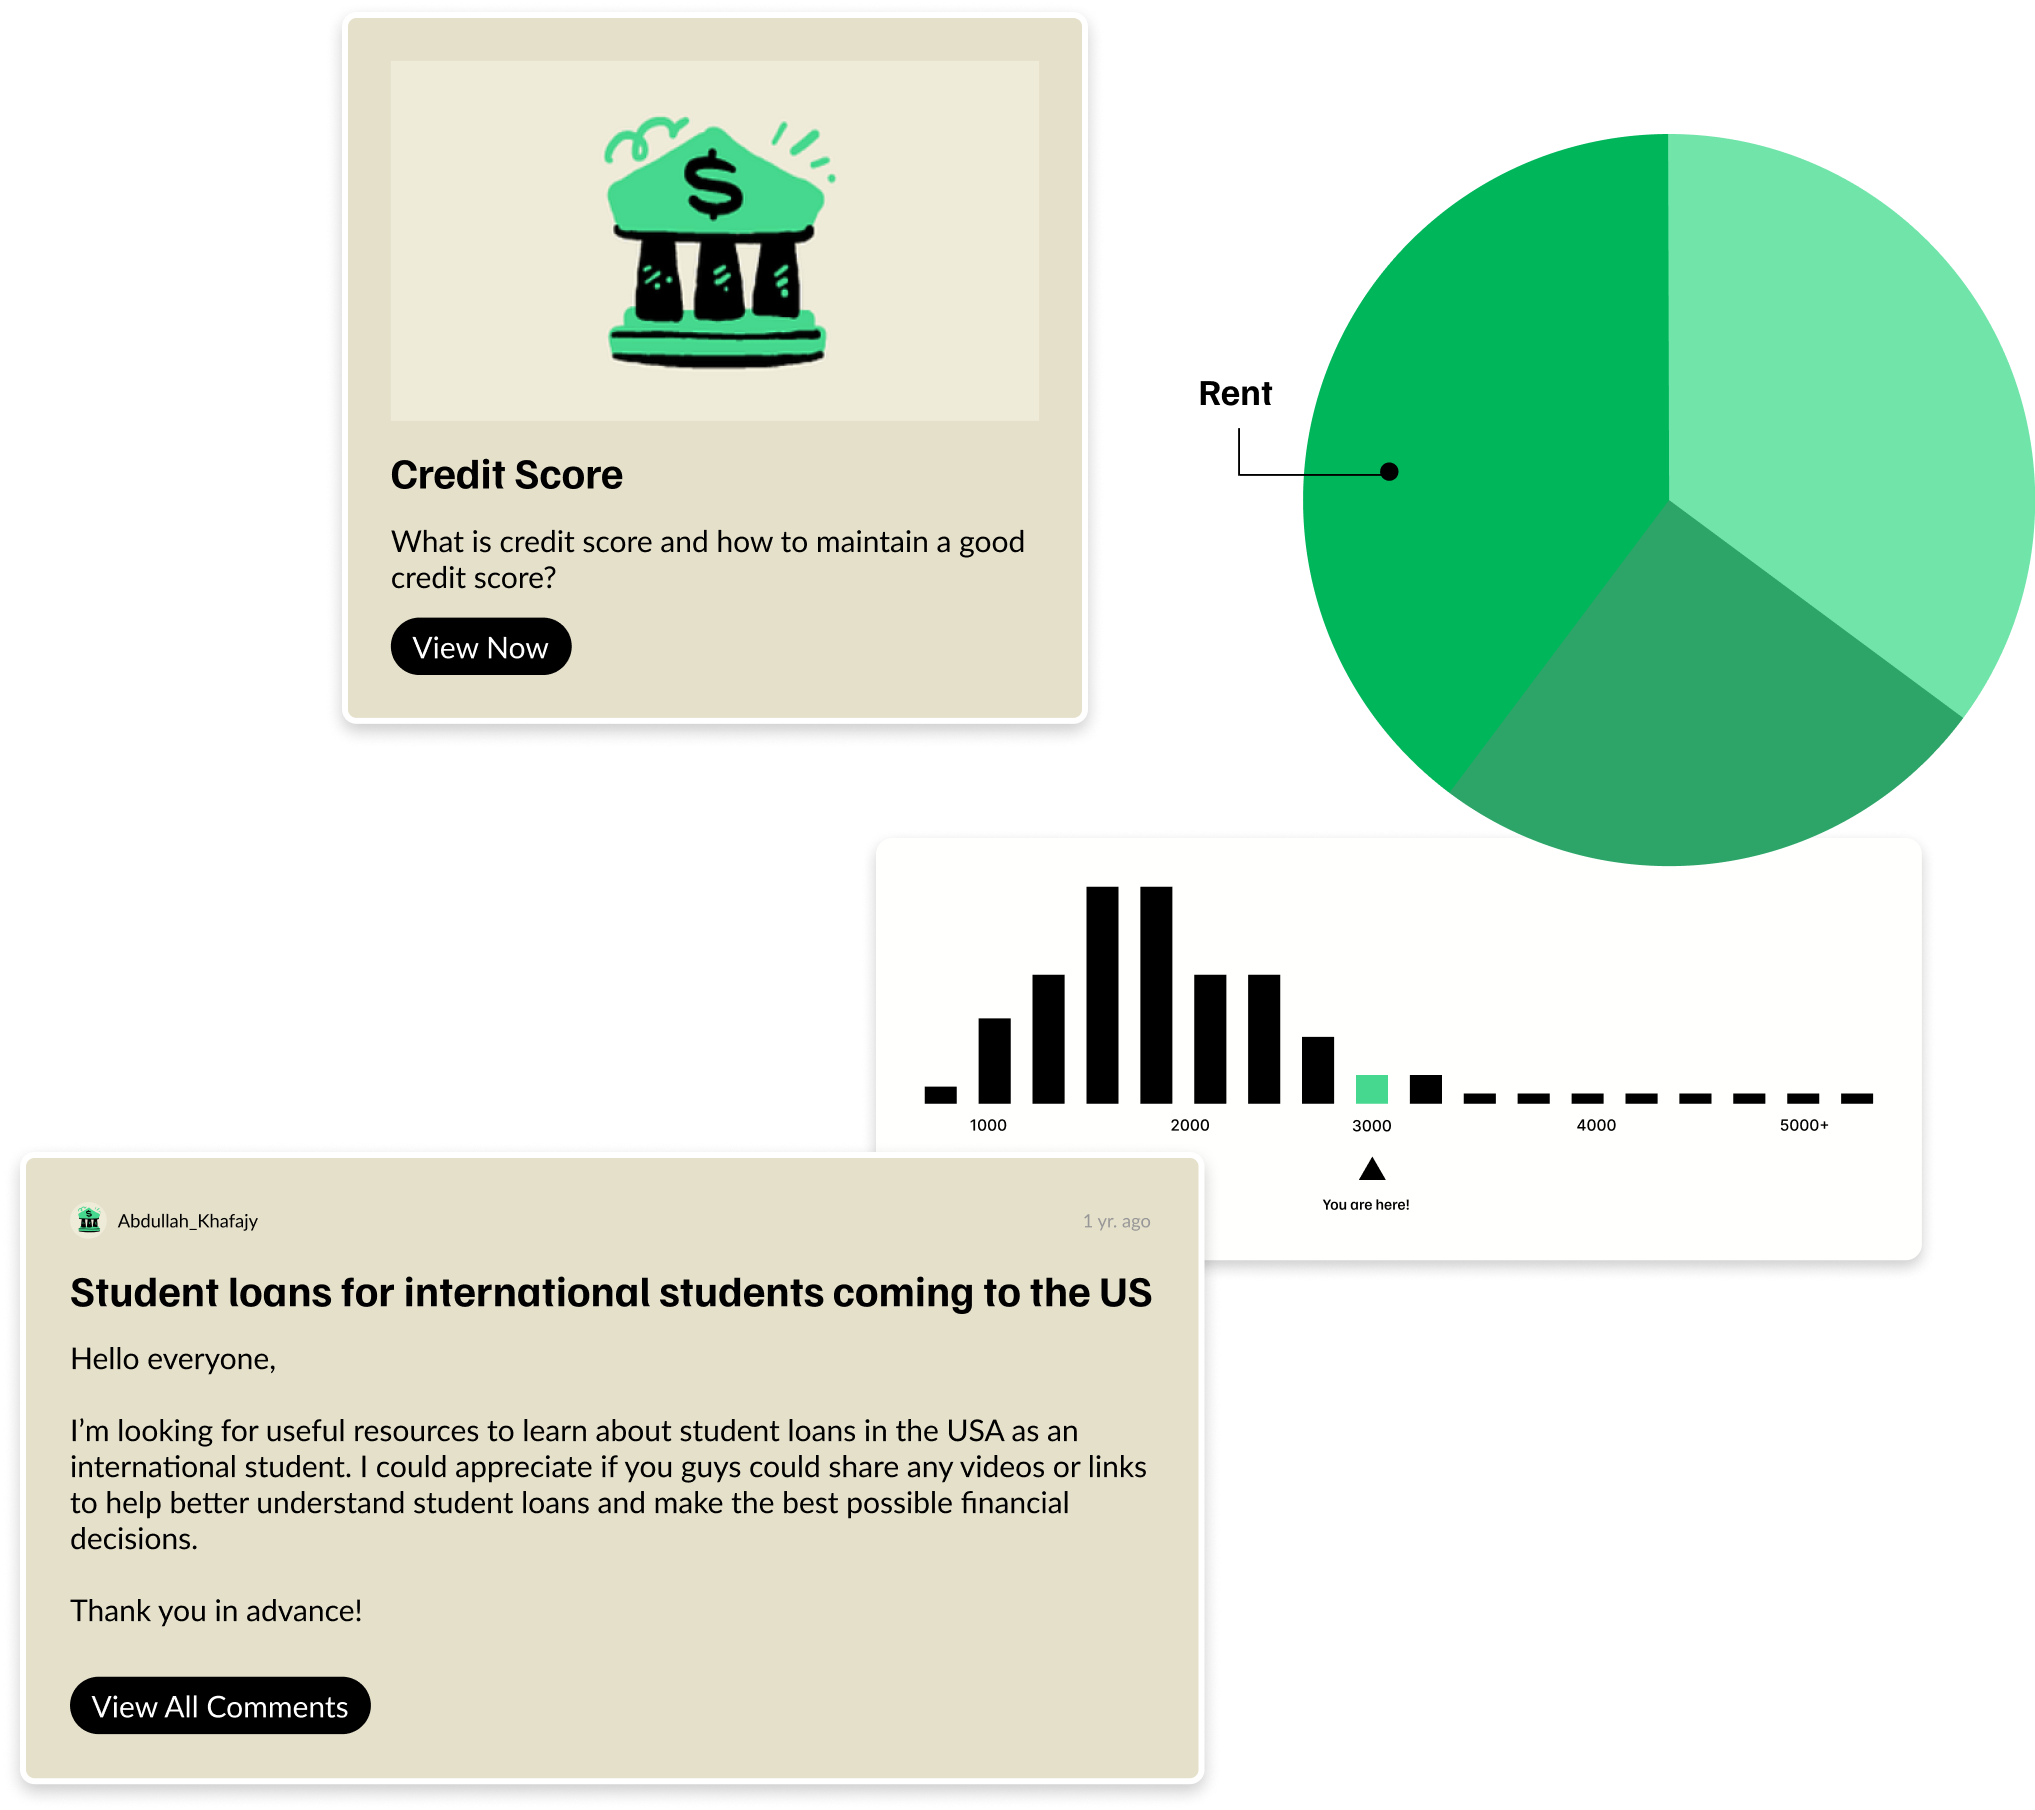 $
Credit Score
What is credit score and how to maintain a good
credit score?
View Now
Rent
1000 2000 3000 4000 5000+
You are here!
$
Abdullah_Khafajy 1 yr. ago
Student loans for international students coming to the US
Hello everyone,
I’m looking for useful resources to learn about student loans in the USA as an
international student. I could appreciate if you guys could share any videos or links
to help better understand student loans and make the best possible financial
decisions.
Thank you in advance!
View All Comments